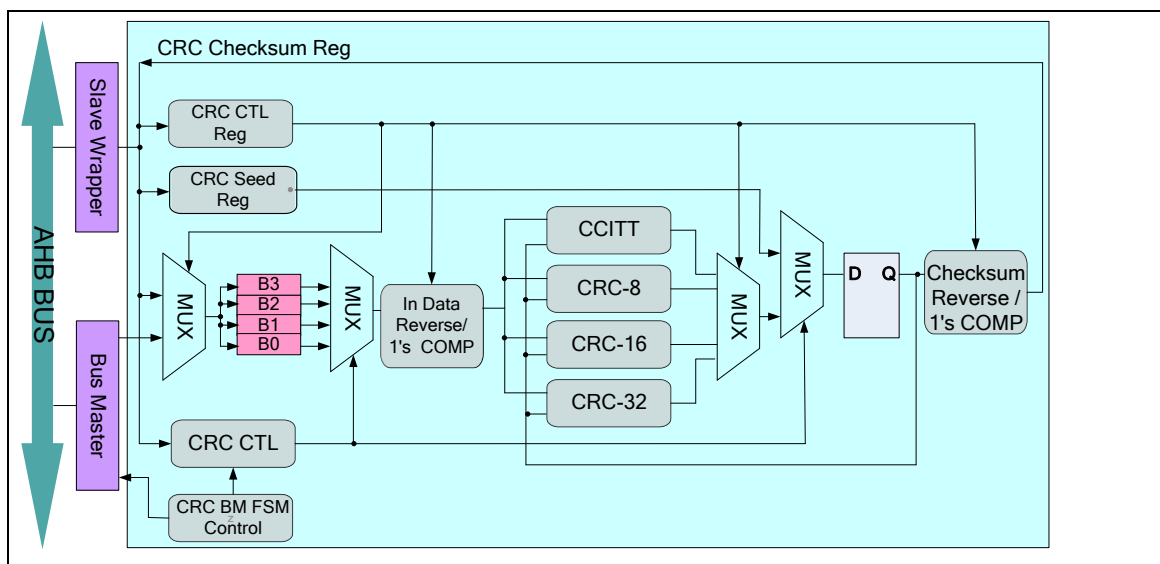 CRC Checksum Reg
Slave Wrapper
AHB BUS
Bus Master
CRC CTL
Reg
CRC Seed
Reg
MUX
B3
B2
B1
B0
MUX
In Data
Reverse/
1's COMP
CCITT
CRC-8
CRC-16
CRC-32
MUX
MUX
D Q
Checksum
Reverse /
1's COMP
CRC CTL
CRC BM FSM
z
Control